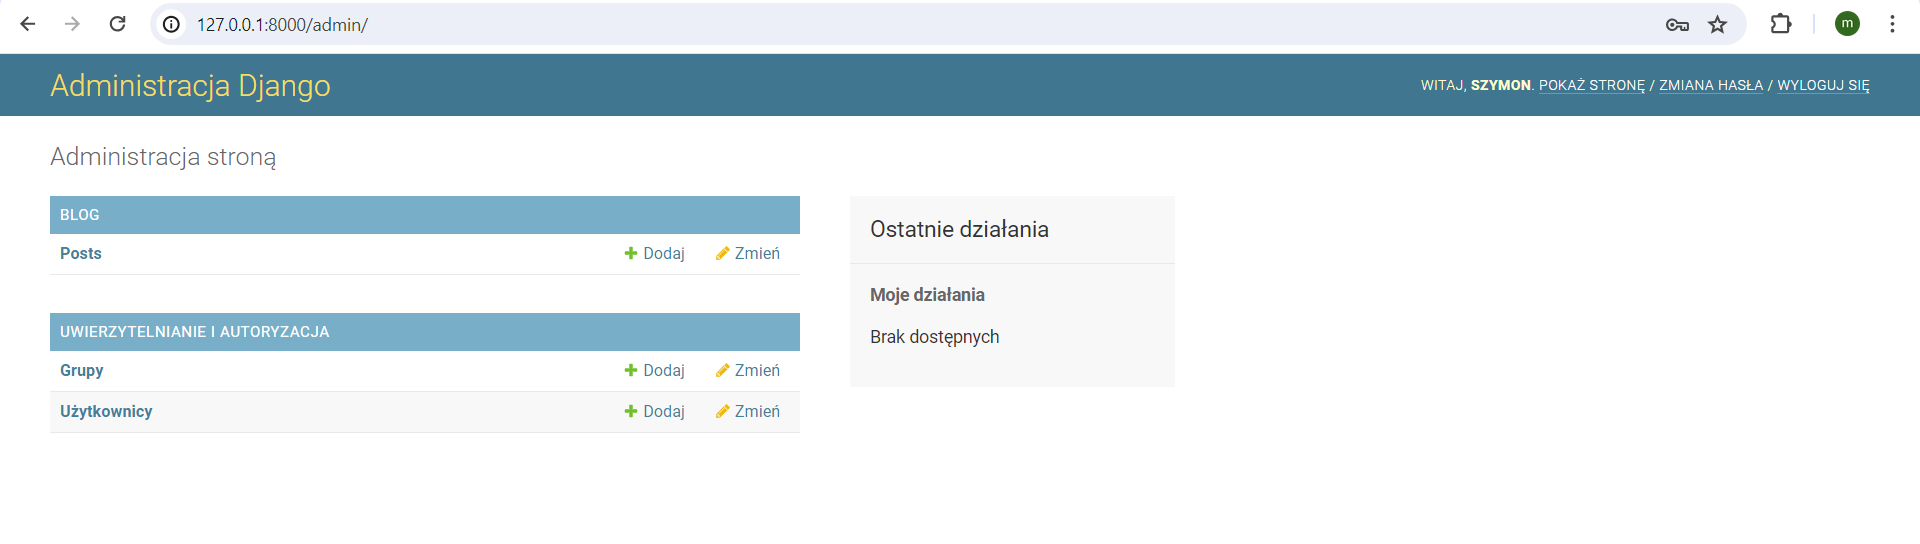 127.0.0.1:8000/admin/
m
Administracja Django
WITAJ, SZYMON. POKAŻ STRONĘ / ZMIANA HASŁA / WYLOGUJ SIĘ
Administracja stroną
BLOG
Posts Dodaj Zmień
UWIERZYTELNIANIE I AUTORYZACJA
Grupy Dodaj Zmień
Użytkownicy Dodaj Zmień
Ostatnie działania
Moje działania
Brak dostępnych